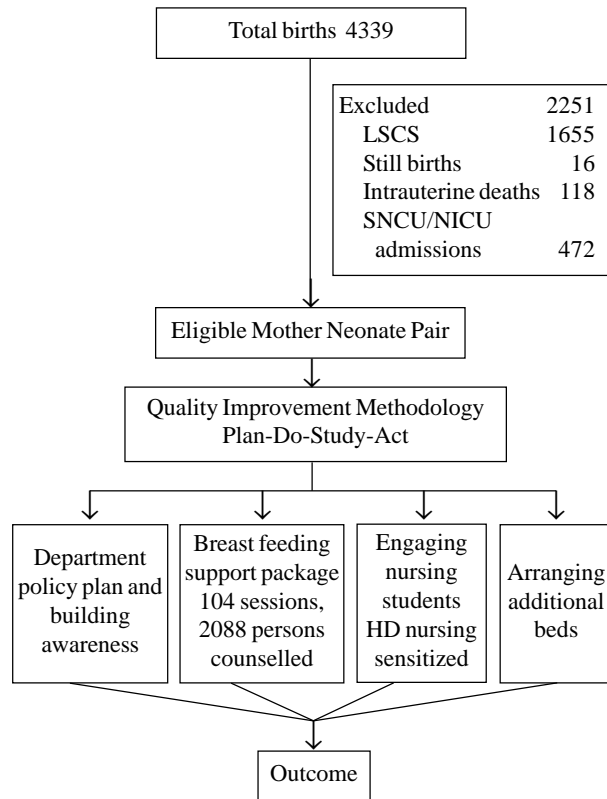 Total births 4339
Excluded 2251
LSCS 1655
Still births 16
Intrauterine deaths 118
SNCU/NICU
admissions 472
Eligible Mother Neonate Pair
Quality Improvement Methodology
Plan-Do-Study-Act
Department
policy plan and
building
awareness
Breast feeding
support package
104 sessions,
2088 persons
counselled
Engaging
nursing
students
HD nursing
sensitized
Arranging
additional
beds
Outcome